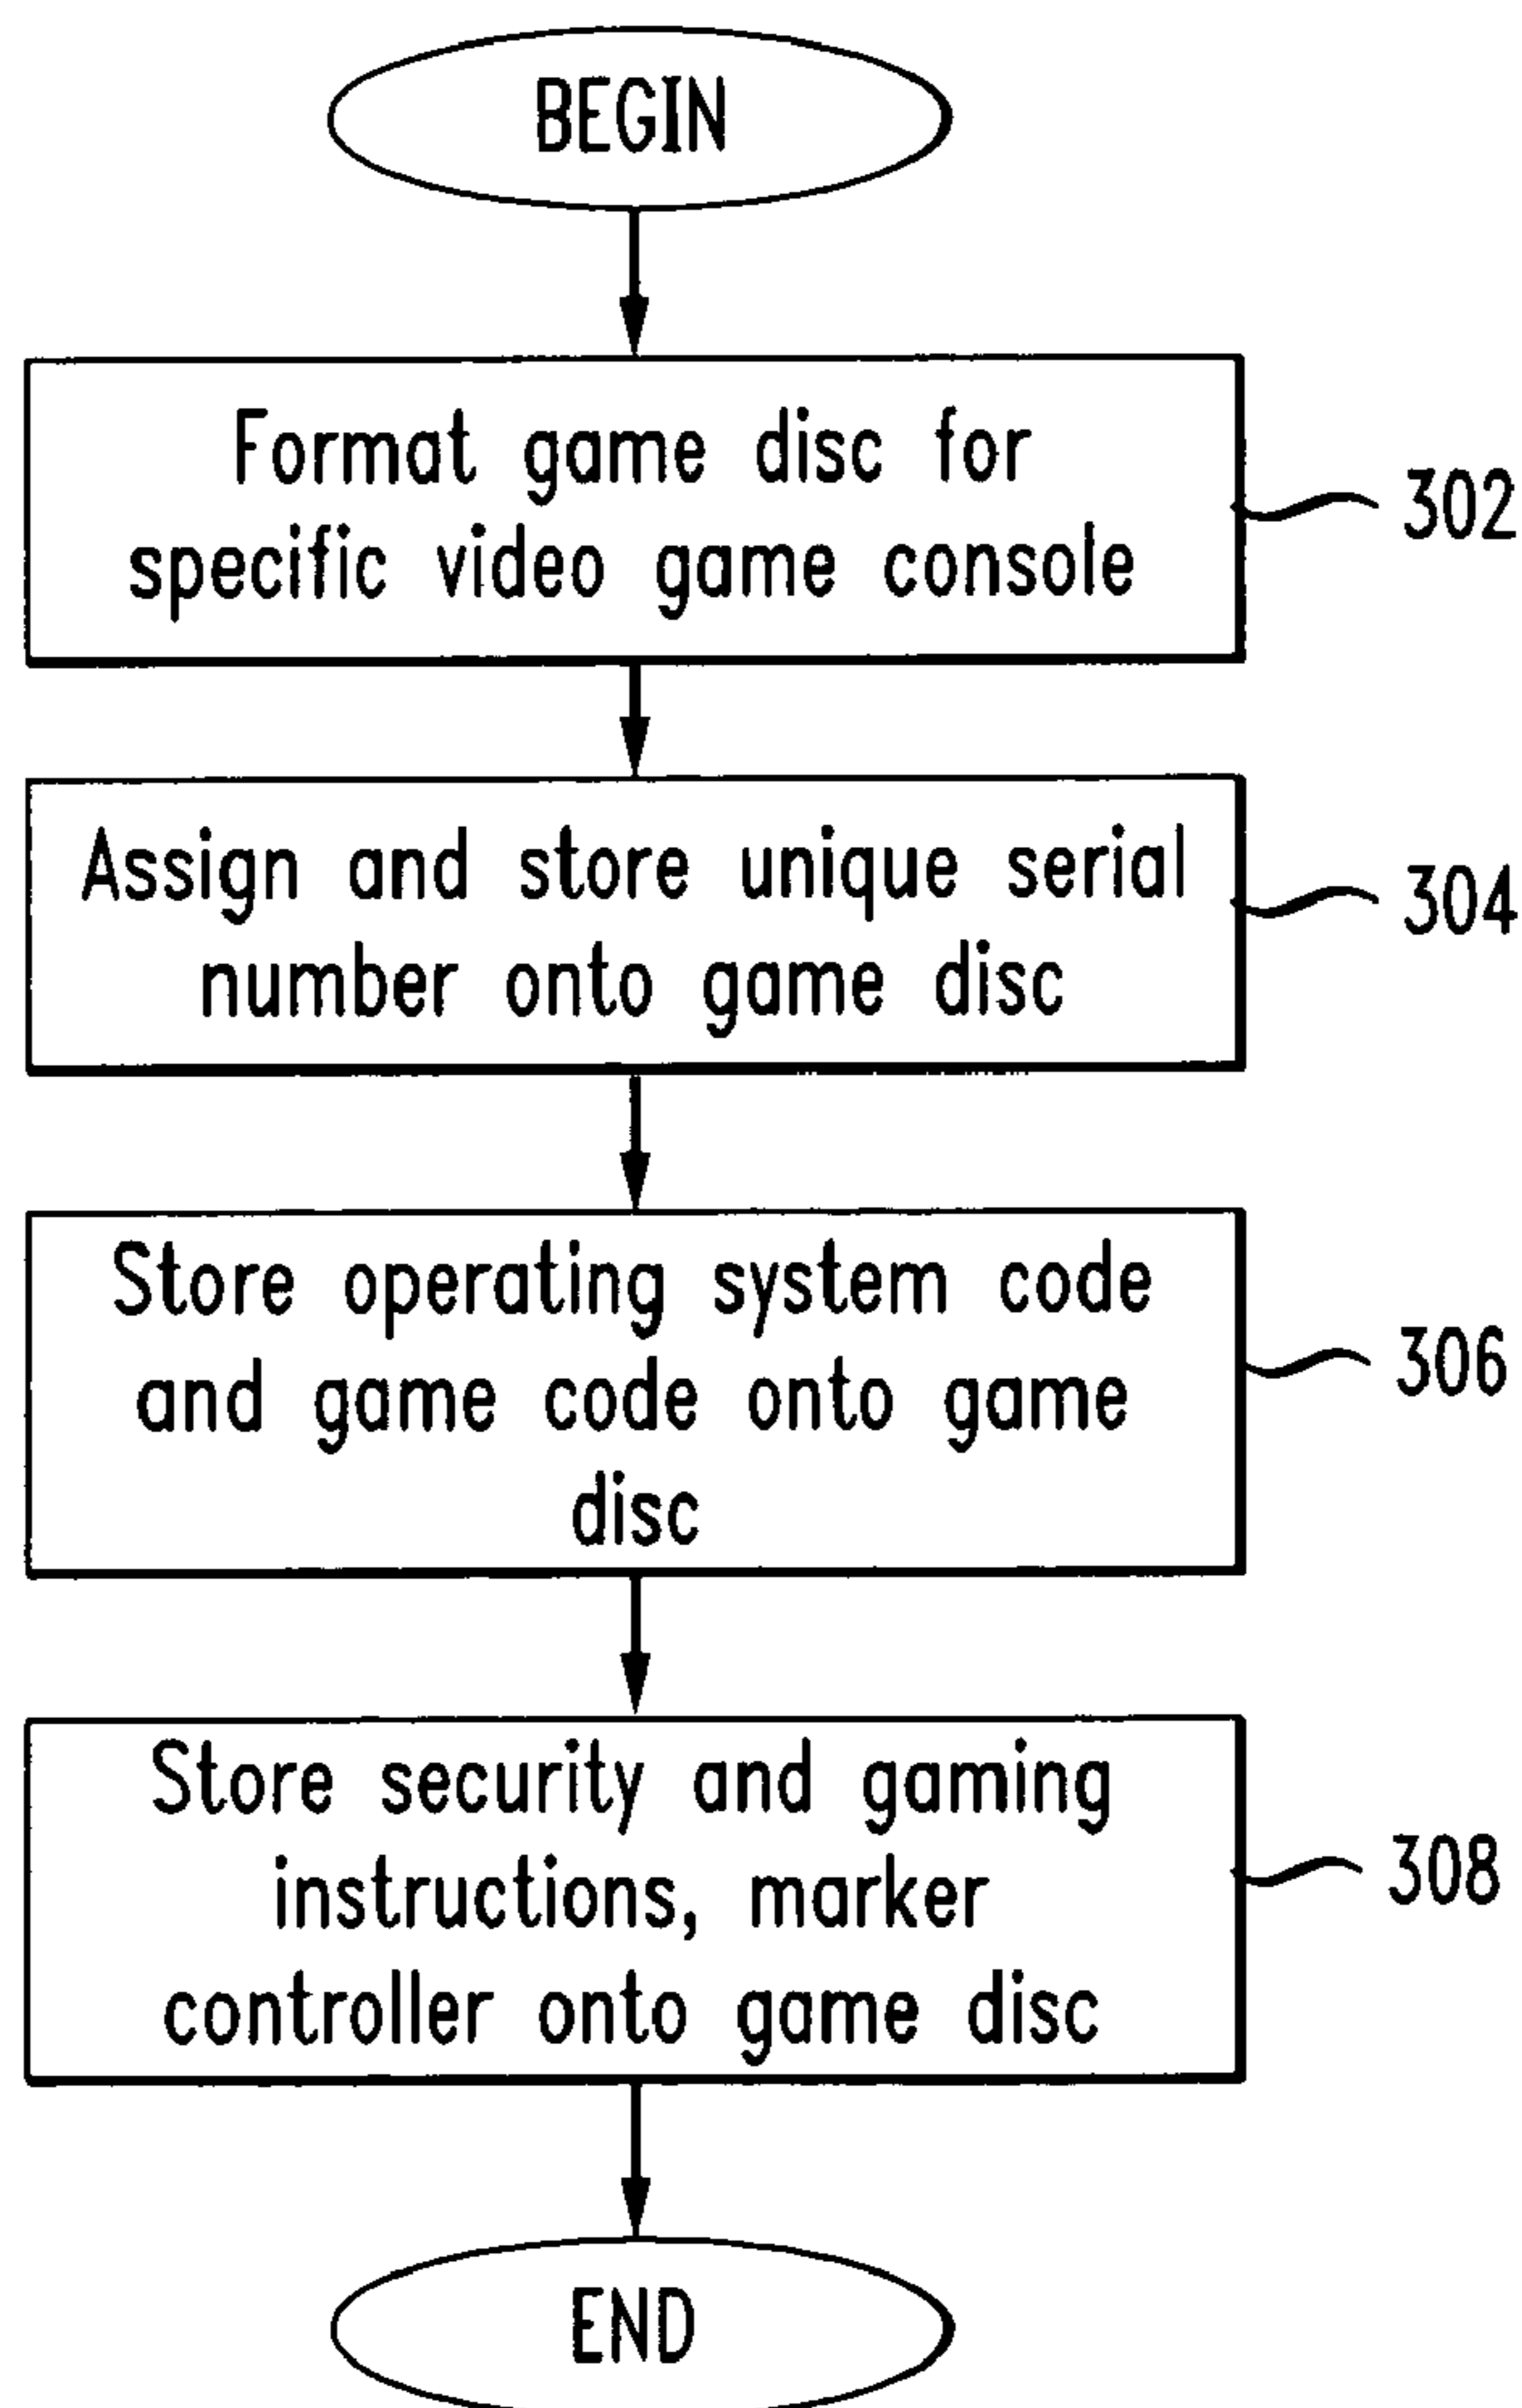 BEGIN
Format game disc for
specific video game console
302
Assign and store unique serial
number onto game disc
304
Store operating system code
and game code onto game
disc
306
Store security and gaming
instructions, marker
controller onto game disc
308
END